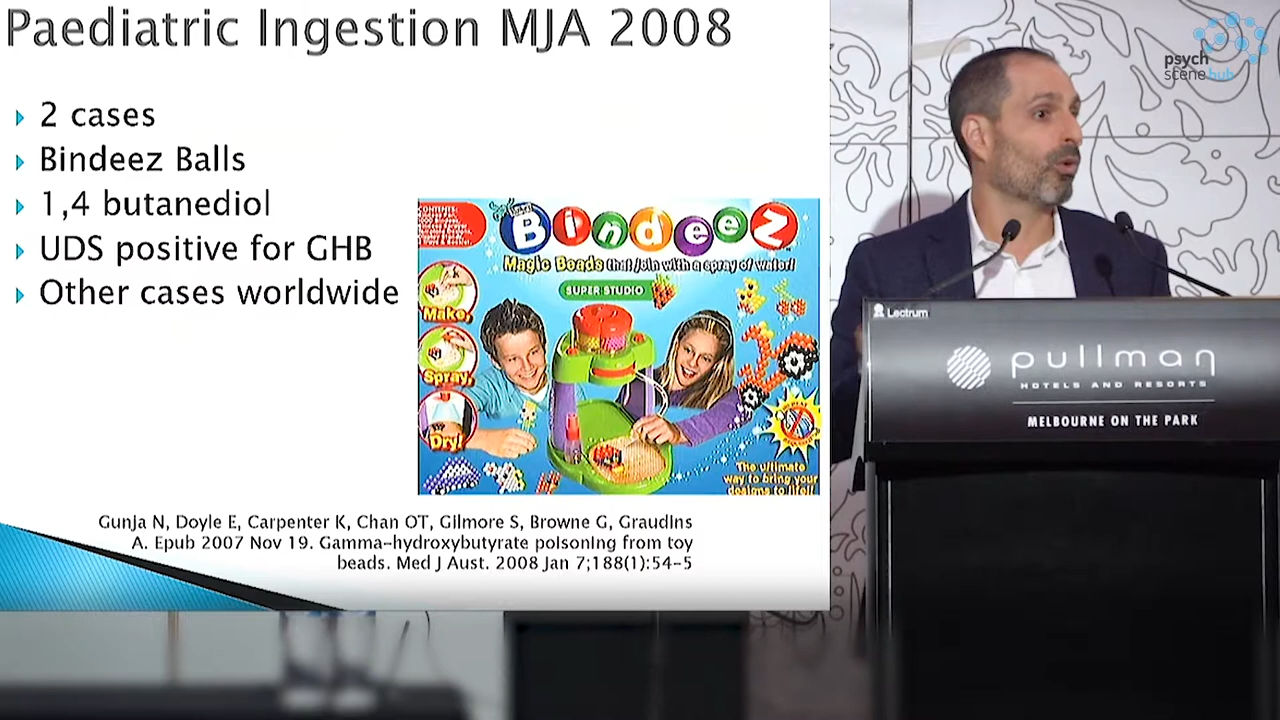 Paediatric Ingestion MJA 2008
2 cases
Bindeez Balls
1,4 butanediol
UDS positive for GHB
Other cases worldwide
CONTENTS:
Bindeez
Magic Beads that join with a spray of water!
SUPER STUDIO
Make,
Spray,
Dry!
The ultimate
way to bring your
designs to life!!
Gunja N, Doyle E, Carpenter K, Chan OT, Gilmore S, Browne G, Graudins
A. Epub 2007 Nov 19. Gamma-hydroxybutyrate poisoning from toy
beads. Med J Aust. 2008 Jan 7;188(1):54-5
psych
scene hub
Lectrum
pullman
HOTELS AND RESORTS
MELBOURNE ON THE PARK